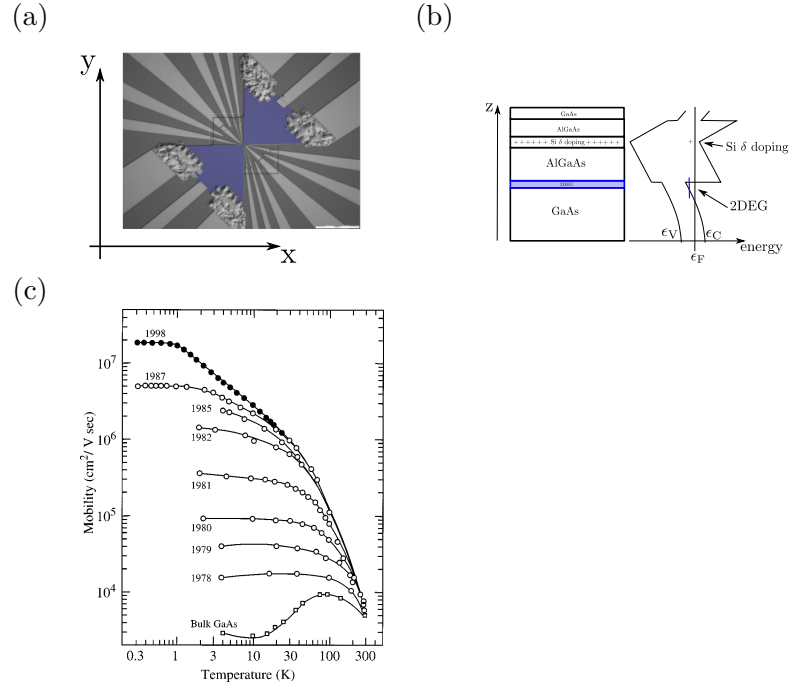 (a)
y
x
(b)
z
GaAs
AlGaAs
++++++ Si δ doping ++++++
AlGaAs
2DEG
GaAs
+
Si δ doping
2DEG
ϵV
ϵC
energy
ϵF
(c)
1998
1987
1985
1982
1981
1980
1979
1978
Bulk GaAs
10⁷
10⁶
10⁵
10⁴
Mobility (cm²/ V sec)
0.3 1 3 10 30 100 300
Temperature (K)